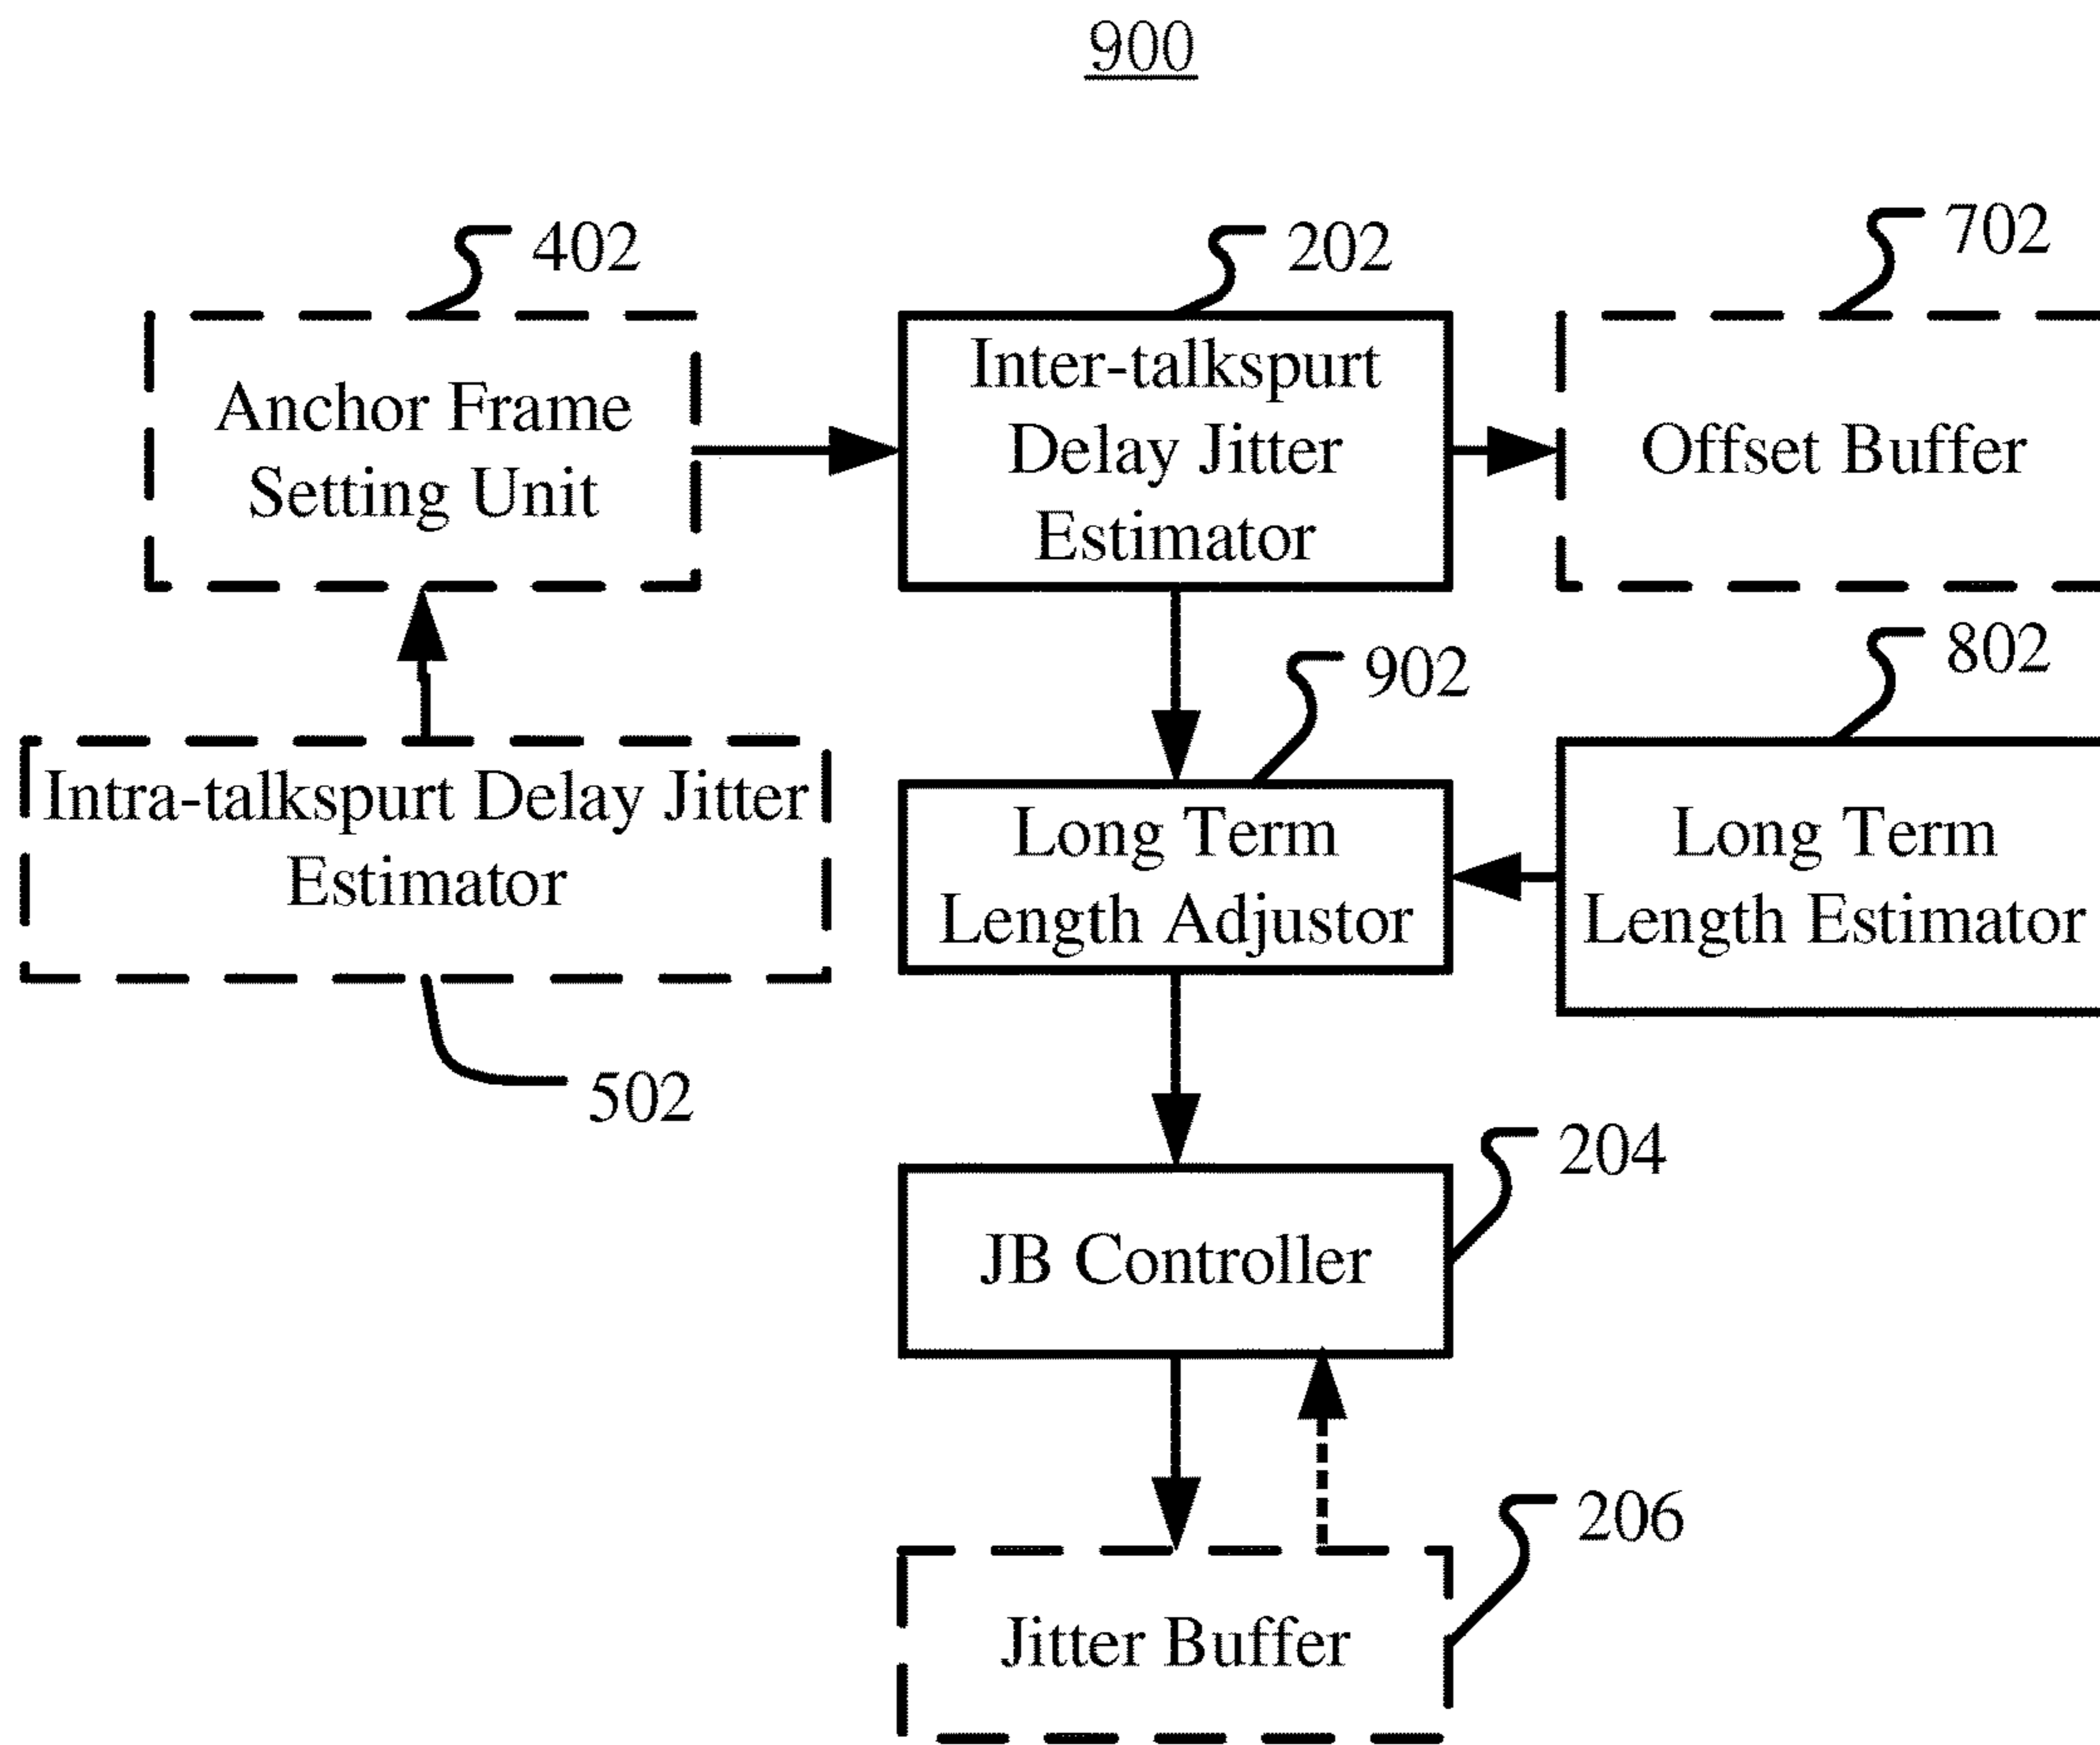 900
402
202
702
Anchor Frame
Setting Unit
Inter-talkspurt
Delay Jitter
Estimator
Offset Buffer
902
802
Intra-talkspurt Delay Jitter
Estimator
Long Term
Length Adjustor
Long Term
Length Estimator
502
204
JB Controller
206
Jitter Buffer